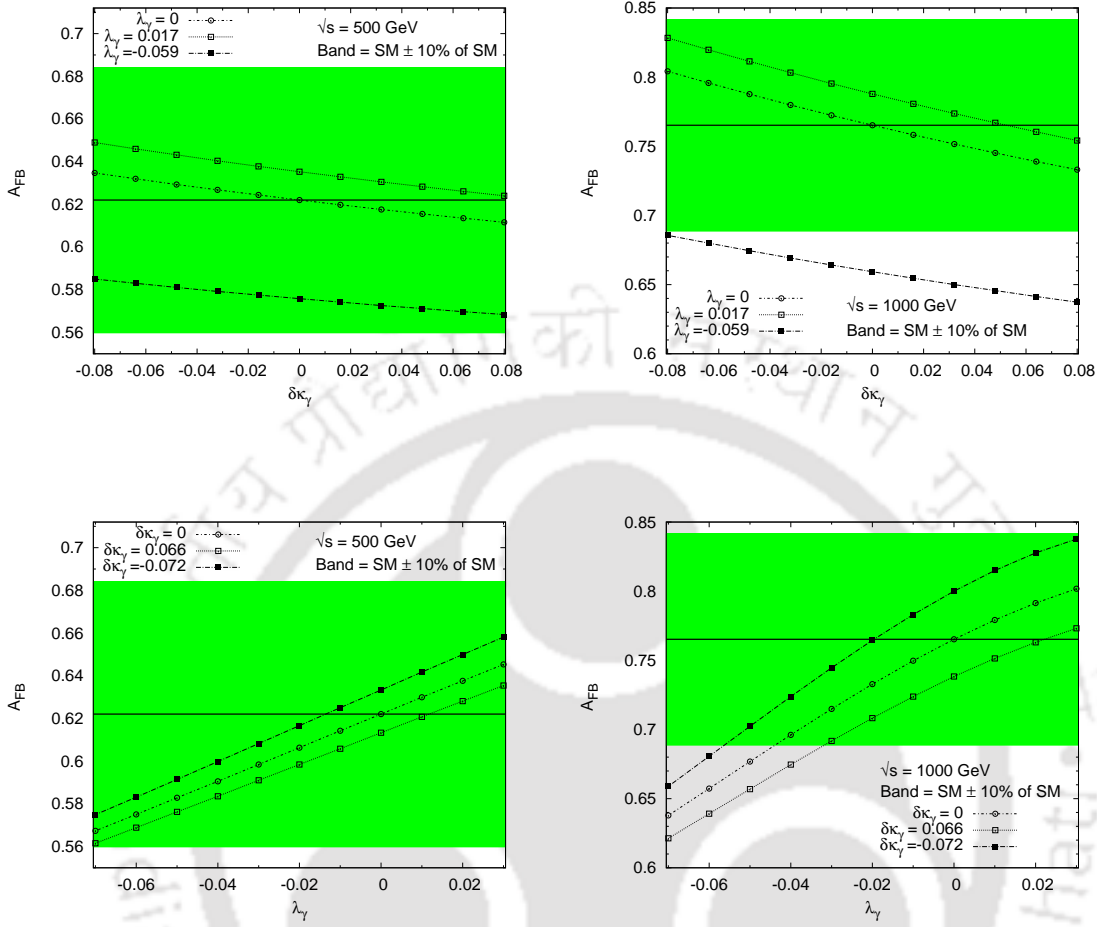 λγ = 0
λγ = 0.017
λγ =-0.059
√s = 500 GeV
Band = SM ± 10% of SM
0.7
0.68
0.66
0.64
0.62
0.6
0.58
0.56
AFB
-0.08 -0.06 -0.04 -0.02 0 0.02 0.04 0.06 0.08
δκγ
0.85
0.8
0.75
0.7
0.65
0.6
AFB
λγ = 0
λγ = 0.017
λγ =-0.059
√s = 1000 GeV
Band = SM ± 10% of SM
-0.08 -0.06 -0.04 -0.02 0 0.02 0.04 0.06 0.08
δκγ
δκγ = 0
δκγ = 0.066
δκγ =-0.072
√s = 500 GeV
Band = SM ± 10% of SM
0.7
0.68
0.66
0.64
0.62
0.6
0.58
0.56
AFB
-0.06 -0.04 -0.02 0 0.02
λγ
0.85
0.8
0.75
0.7
0.65
0.6
AFB
√s = 1000 GeV
Band = SM ± 10% of SM
δκγ = 0
δκγ = 0.066
δκγ =-0.072
-0.06 -0.04 -0.02 0 0.02
λγ